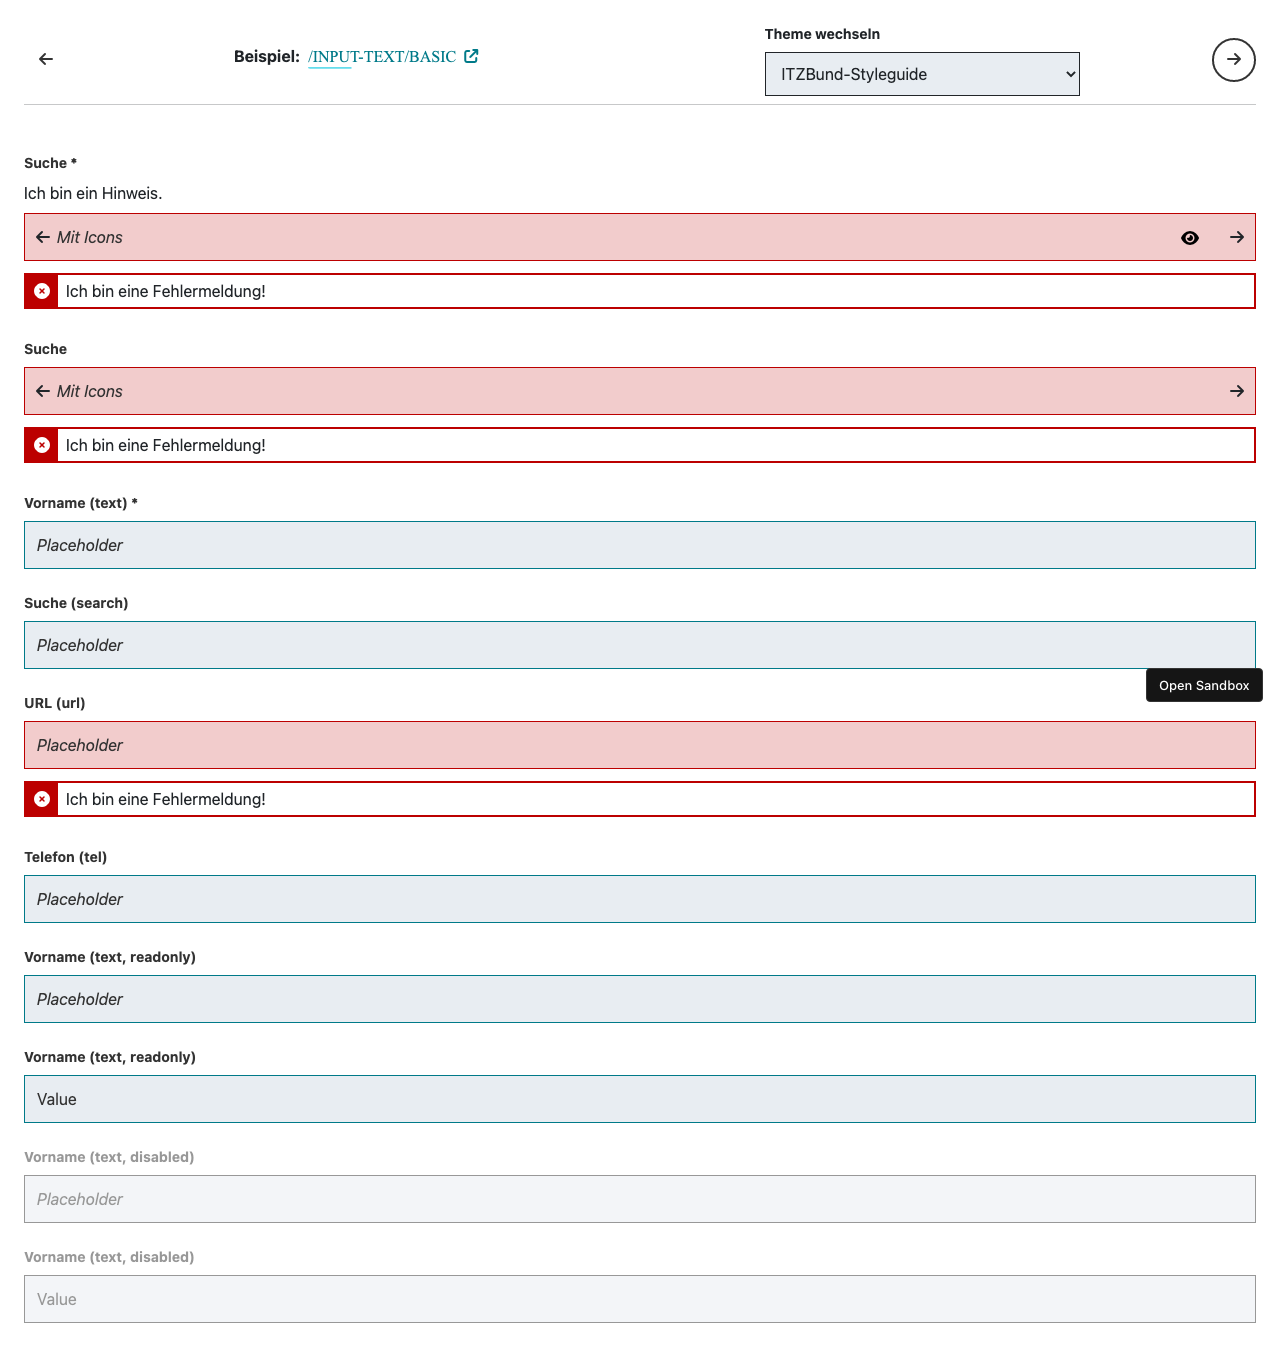 Beispiel: /INPUT-TEXT/BASIC
Theme wechseln
ITZBund-Styleguide
Suche *
Ich bin ein Hinweis.
Mit Icons
Ich bin eine Fehlermeldung!
Suche
Mit Icons
Ich bin eine Fehlermeldung!
Vorname (text) *
Placeholder
Suche (search)
Placeholder
Open Sandbox
URL (url)
Placeholder
Ich bin eine Fehlermeldung!
Telefon (tel)
Placeholder
Vorname (text, readonly)
Placeholder
Vorname (text, readonly)
Value
Vorname (text, disabled)
Placeholder
Vorname (text, disabled)
Value